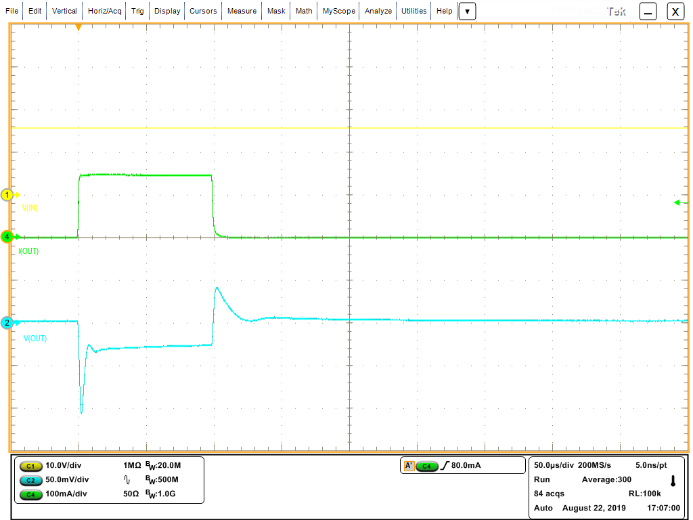 File Edit Vertical Horiz/Acq Trig Display Cursors Measure Mask Math MyScope Analyze Utilities Help Tek X
1
V(IN)
4
I(OUT)
2
V(OUT)
C1 10.0V/div 1MΩ BW:20.0M
C2 50.0mV/div BW:500M
C4 100mA/div 50Ω BW:1.0G
A' C4 80.0mA
50.0µs/div 200MS/s 5.0ns/pt
Run Average:300
84 acqs RL:100k
Auto August 22, 2019 17:07:00